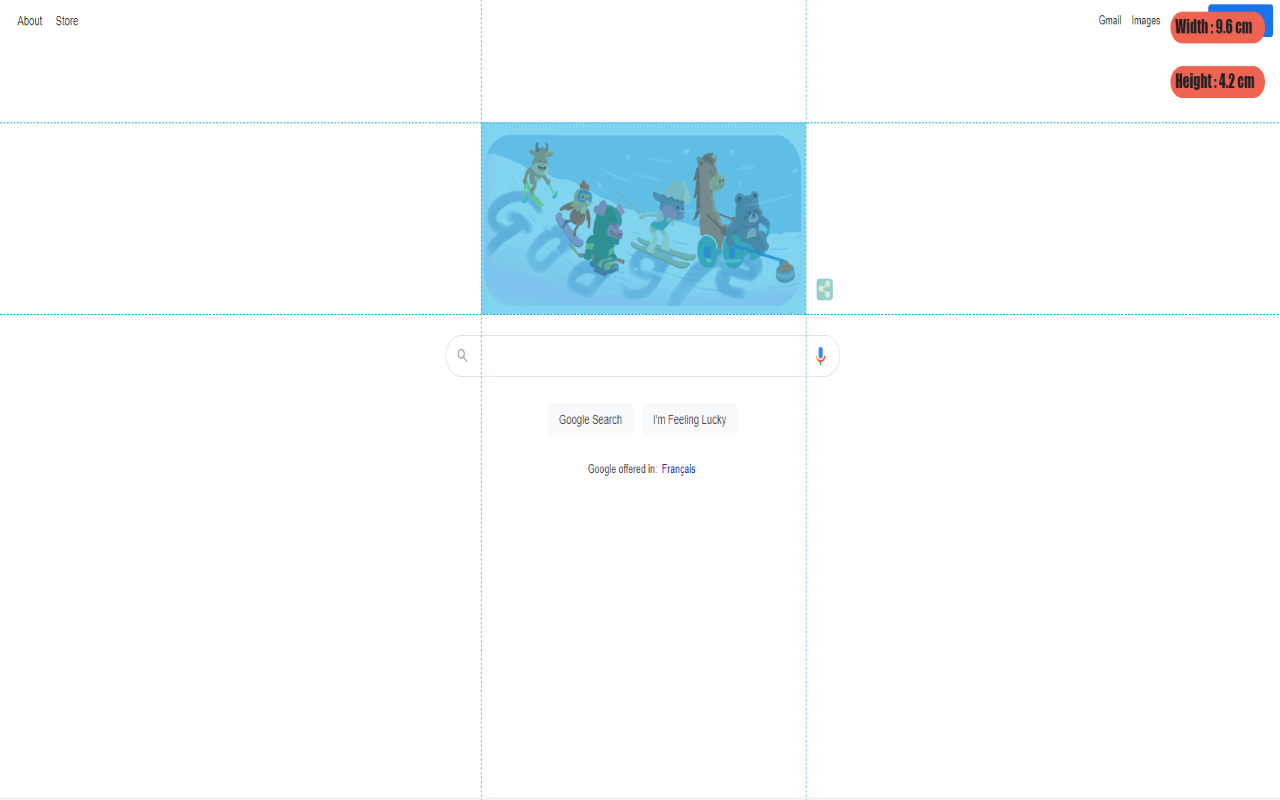 About Store
Gmail Images
Width : 9.6 cm
Height : 4.2 cm
Google
Google Search I'm Feeling Lucky
Google offered in: Français